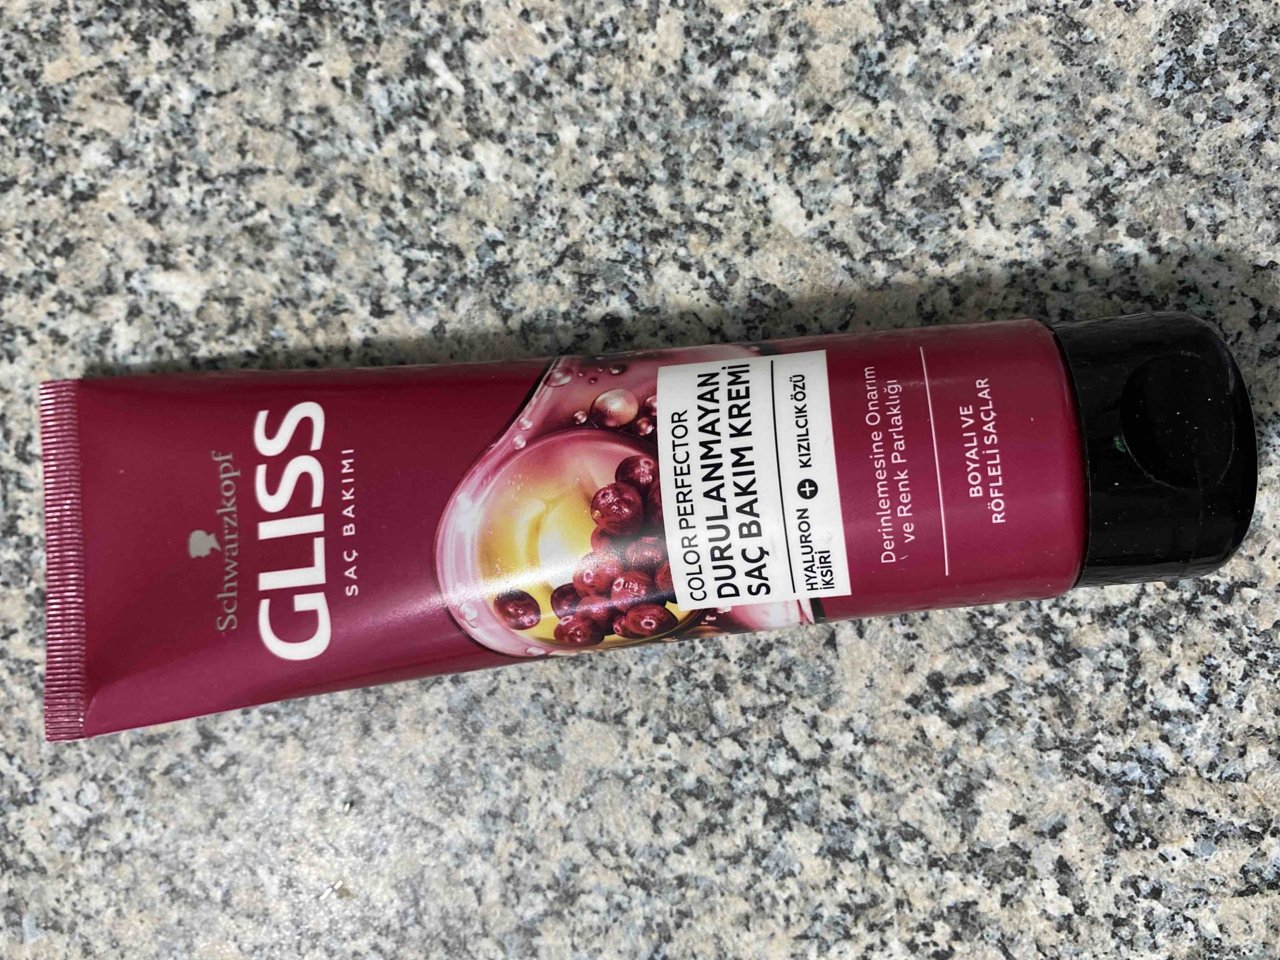 Schwarzkopf
GLISS
SAÇ BAKIMI
COLOR PERFECTOR
DURULANMAYAN
SAÇ BAKIM KREMİ
HYALURON + KIZILCIK ÖZÜ
İKSİRİ
Derinlemesine Onarım
ve Renk Parlaklığı
BOYALI VE
RÖFLELİ SAÇLAR